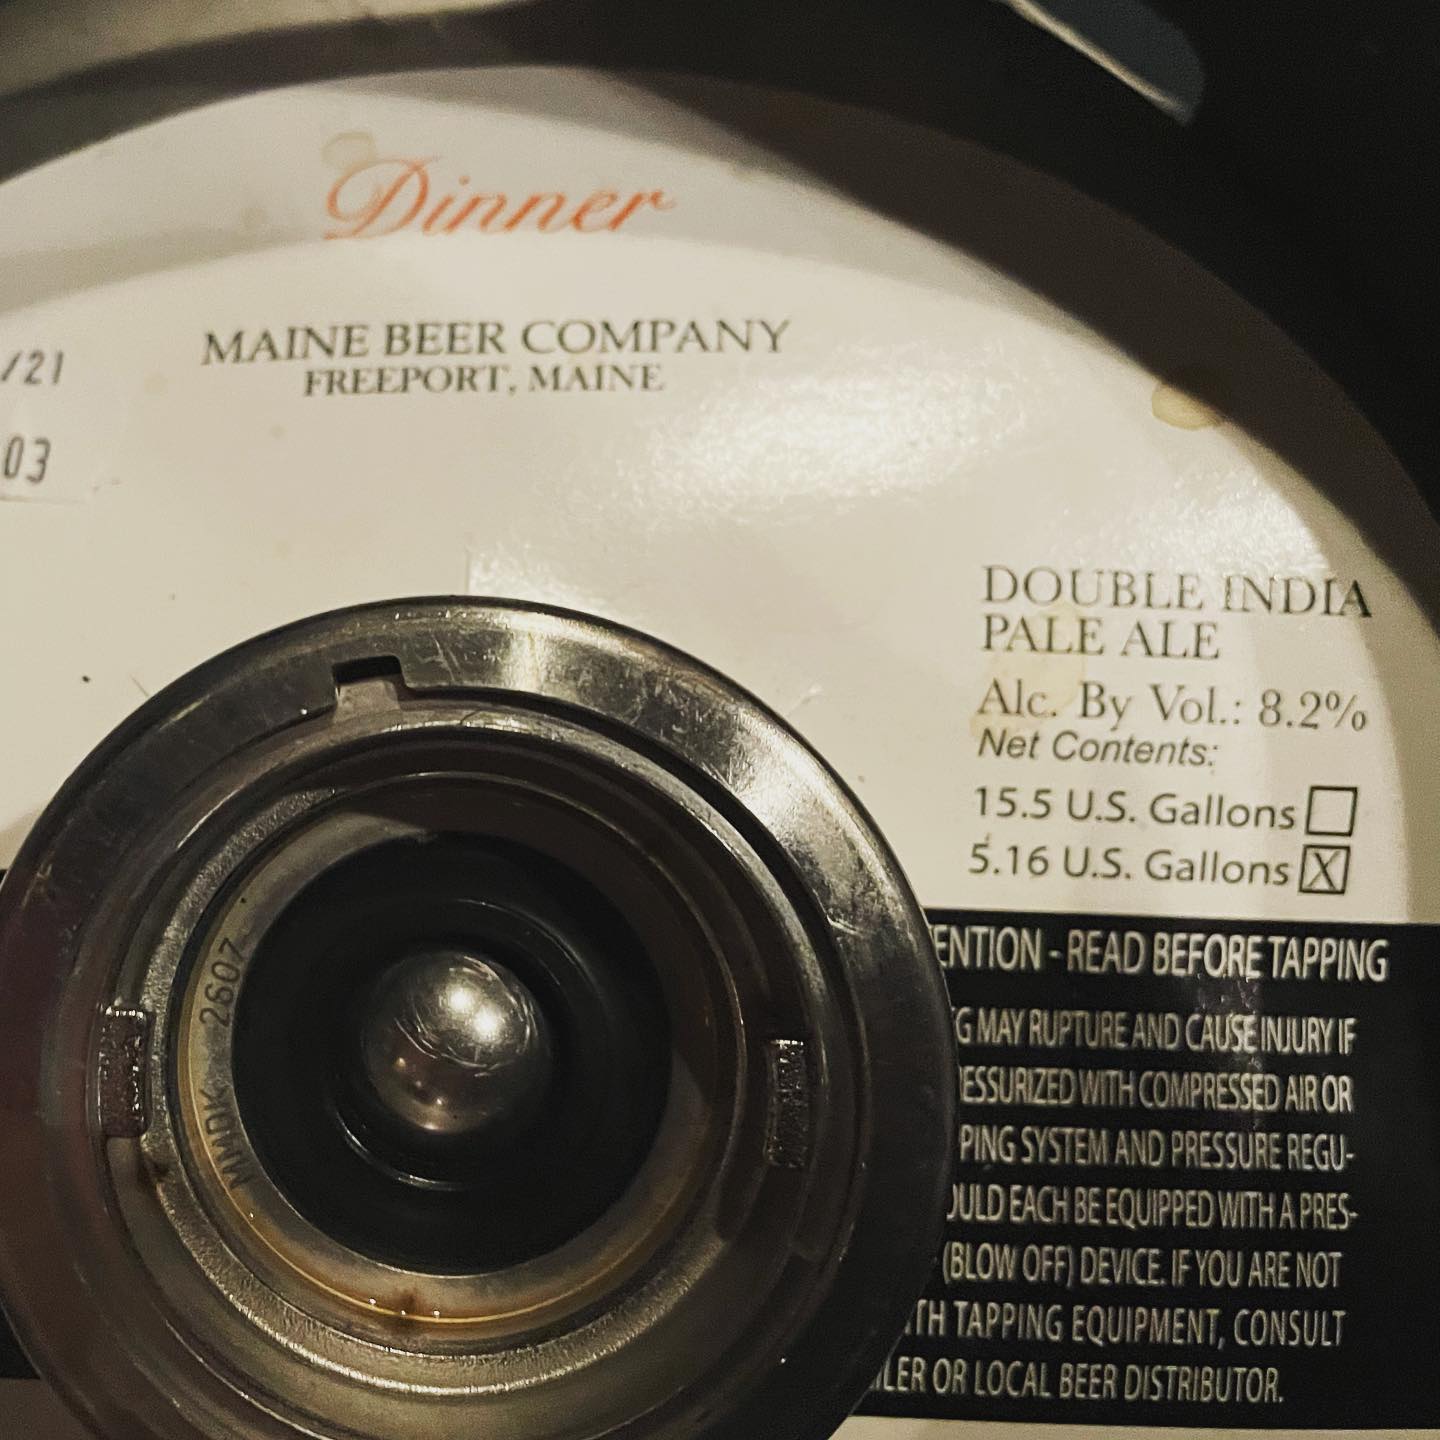 Dinner
MAINE BEER COMPANY
FREEPORT, MAINE
/21
03
DOUBLE INDIA
PALE ALE
Alc. By Vol.: 8.2%
Net Contents:
15.5 U.S. Gallons
5.16 U.S. Gallons X
ENTION - READ BEFORE TAPPING
EG MAY RUPTURE AND CAUSE INJURY IF
ESSURIZED WITH COMPRESSED AIR OR
PING SYSTEM AND PRESSURE REGU-
OULD EACH BE EQUIPPED WITH A PRES-
(BLOW OFF) DEVICE. IF YOU ARE NOT
TH TAPPING EQUIPMENT, CONSULT
ILER OR LOCAL BEER DISTRIBUTOR.
MMDK 2607